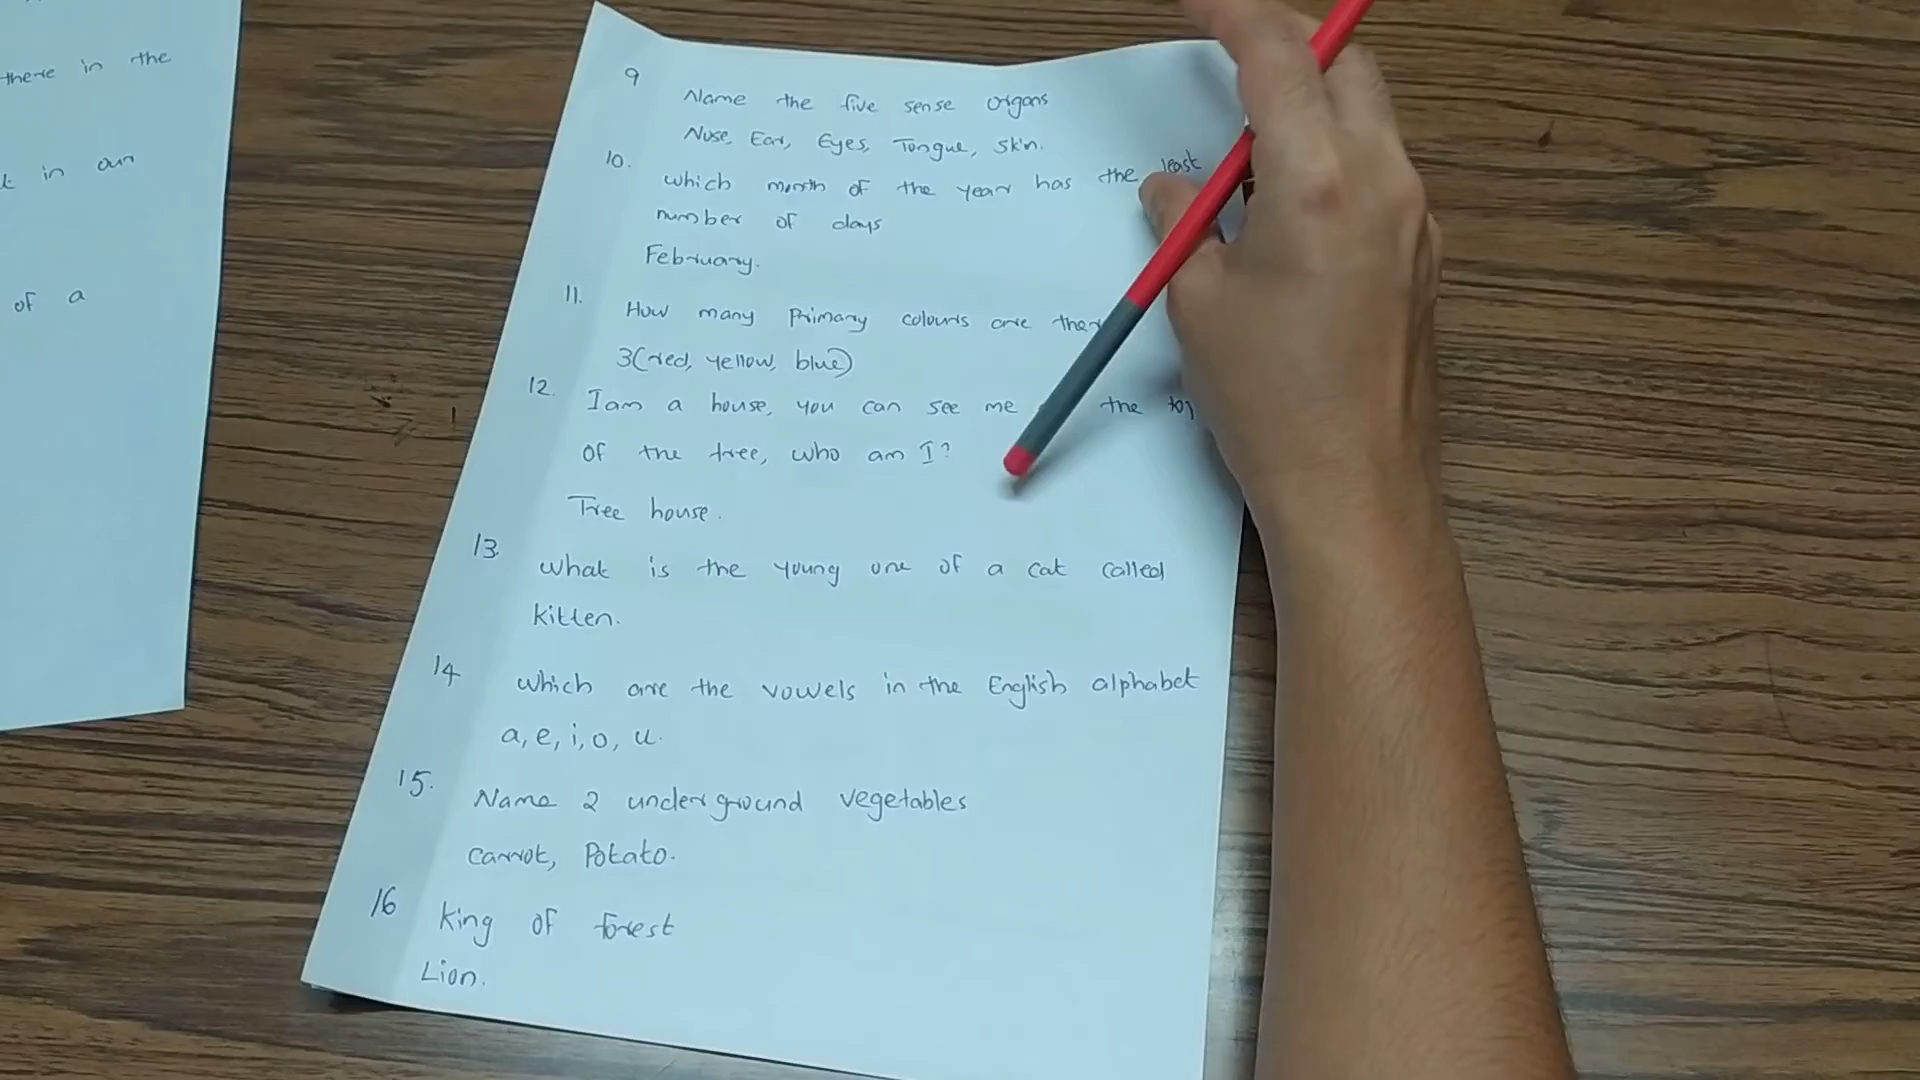 there in the
in our
of a
9
Name the five sense organs
Nose, Ear, Eyes, Tongue, Skin.
10.
which month of the year has the least
number of days
February.
11.
How many Primary colours are
3(red, yellow, blue)
12.
I am a house, you can see me the
of the tree, who am I?
Tree house.
13.
what is the young one of a cat called
kitten.
14
which are the vowels in the English alphabet
a, e, i, o, u.
15.
Name 2 underground vegetables
carrot, Potato.
16
king of forest
Lion.